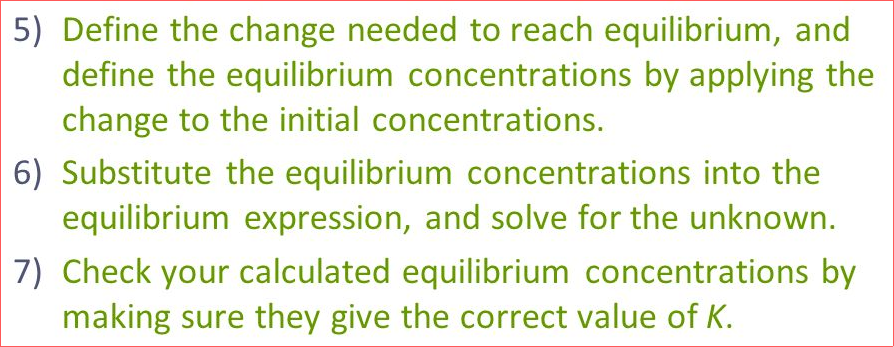 5) Define the change needed to reach equilibrium, and
define the equilibrium concentrations by applying the
change to the initial concentrations.
6) Substitute the equilibrium concentrations into the
equilibrium expression, and solve for the unknown.
7) Check your calculated equilibrium concentrations by
making sure they give the correct value of K.